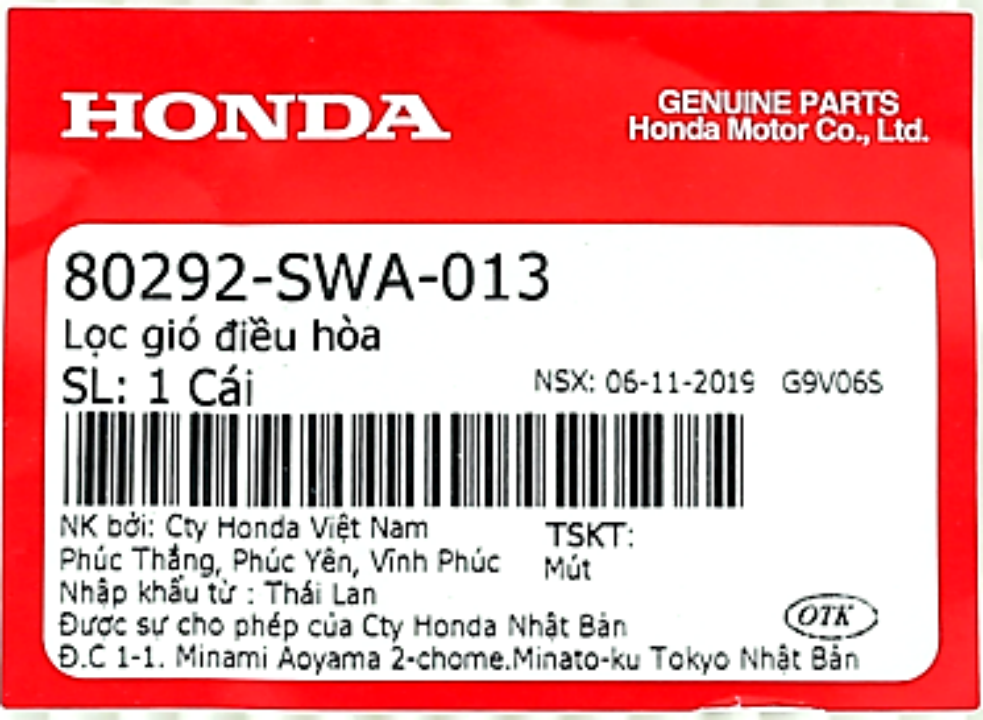 HONDA
GENUINE PARTS
Honda Motor Co., Ltd.
80292-SWA-013
Lọc gió điều hòa
SL: 1 Cái
NSX: 06-11-2019 G9V06S
NK bởi: Cty Honda Việt Nam
Phúc Thắng, Phúc Yên, Vĩnh Phúc
TSKT:
Mút
Nhập khẩu từ : Thái Lan
Được sự cho phép của Cty Honda Nhật Bản
OTK
Đ.C 1-1. Minami Aoyama 2-chome.Minato-ku Tokyo Nhật Bản